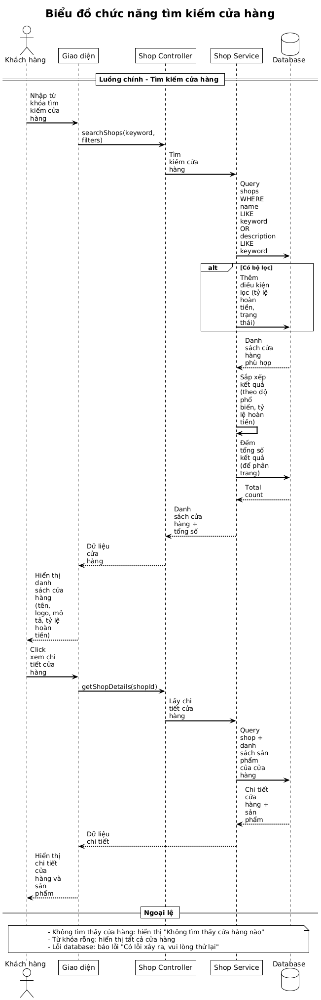 Biểu đồ chức năng tìm kiếm cửa hàng
Khách hàng
Giao diện
Shop Controller
Shop Service
Database
Luồng chính - Tìm kiếm cửa hàng
Nhập từ
khóa tìm
kiếm cửa
hàng
searchShops(keyword,
filters)
Tìm
kiếm cửa
hàng
Query
shops
WHERE
name
LIKE
keyword
OR
description
LIKE
keyword
alt
[Có bộ lọc]
Thêm
điều kiện
lọc (tỷ lệ
hoàn
tiền,
trạng
thái)
Danh
sách cửa
hàng
phù hợp
Sắp xếp
kết quả
(theo độ
phổ
biến, tỷ
lệ hoàn
tiền)
Đếm
tổng số
kết quả
(để phân
trang)
Total
count
Danh
sách cửa
hàng +
tổng số
Dữ liệu
cửa
hàng
Hiển thị
danh
sách cửa
hàng
(tên,
logo, mô
tả, tỷ lệ
hoàn
tiền)
Click
xem chi
tiết cửa
hàng
getShopDetails(shopId)
Lấy chi
tiết cửa
hàng
Query
shop +
danh
sách sản
phẩm
của cửa
hàng
Chi tiết
cửa
hàng +
sản
phẩm
Dữ liệu
chi tiết
Hiển thị
chi tiết
cửa
hàng và
sản
phẩm
Ngoại lệ
- Không tìm thấy cửa hàng: hiển thị "Không tìm thấy cửa hàng nào"
- Từ khóa rỗng: hiển thị tất cả cửa hàng
- Lỗi database: báo lỗi "Có lỗi xảy ra, vui lòng thử lại"
Khách hàng
Giao diện
Shop Controller
Shop Service
Database